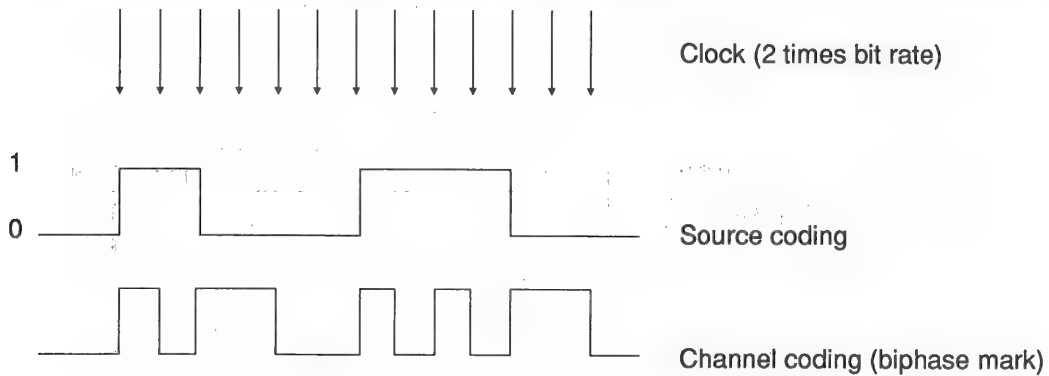 Clock (2 times bit rate)
1
0
Source coding
Channel coding (biphase mark)